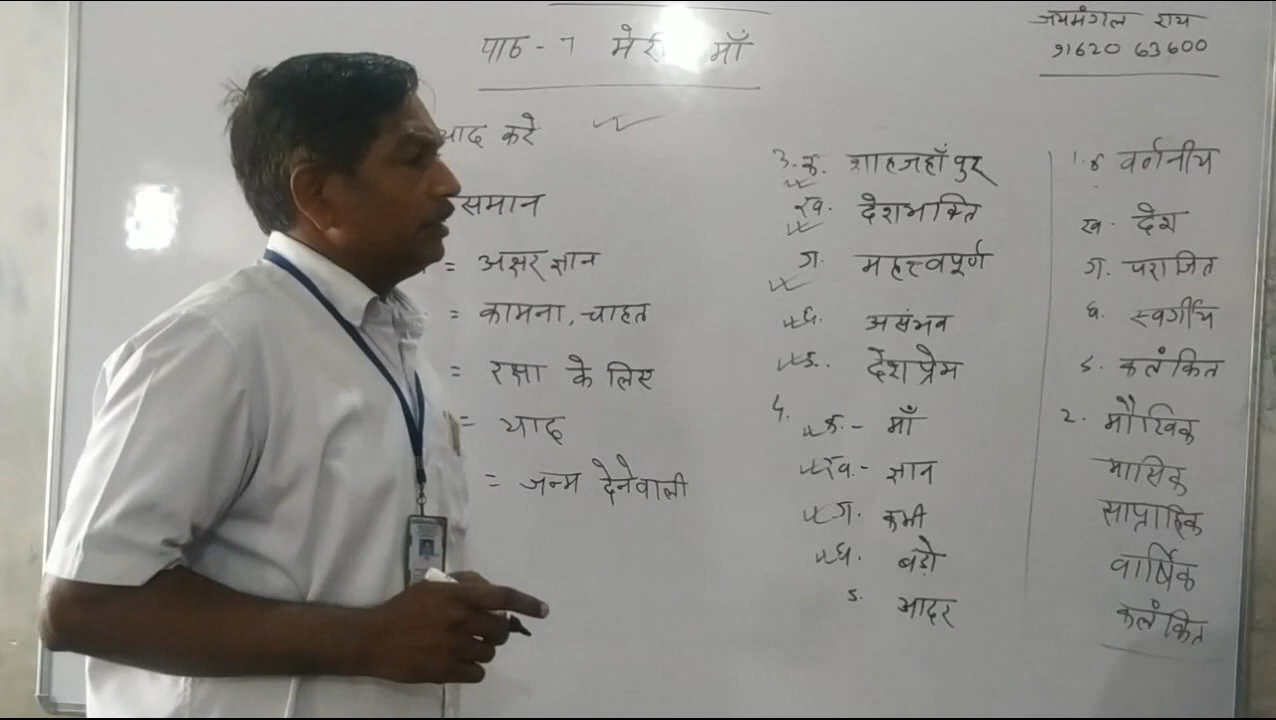 पाठ - 7 मेरी माँ
जयमंगल राय
91620 63600
याद करे
समान
= अक्षर ज्ञान
= कामना, चाहत
= रक्षा के लिए
= याद
= जन्म देनेवाली
3. क. शाहजहाँपुर
ख. देशभक्ति
ग. महत्त्वपूर्ण
घ. असंभव
ङ. देशप्रेम
4.
क. - माँ
ख. - ज्ञान
ग. कभी
घ. बड़ो
ङ. आदर
1. क वर्णनीय
ख. देश
ग. पराजित
घ. स्वर्गीय
ङ. कलंकित
2. मौखिक
मासिक
साप्ताहिक
वार्षिक
कलंकित